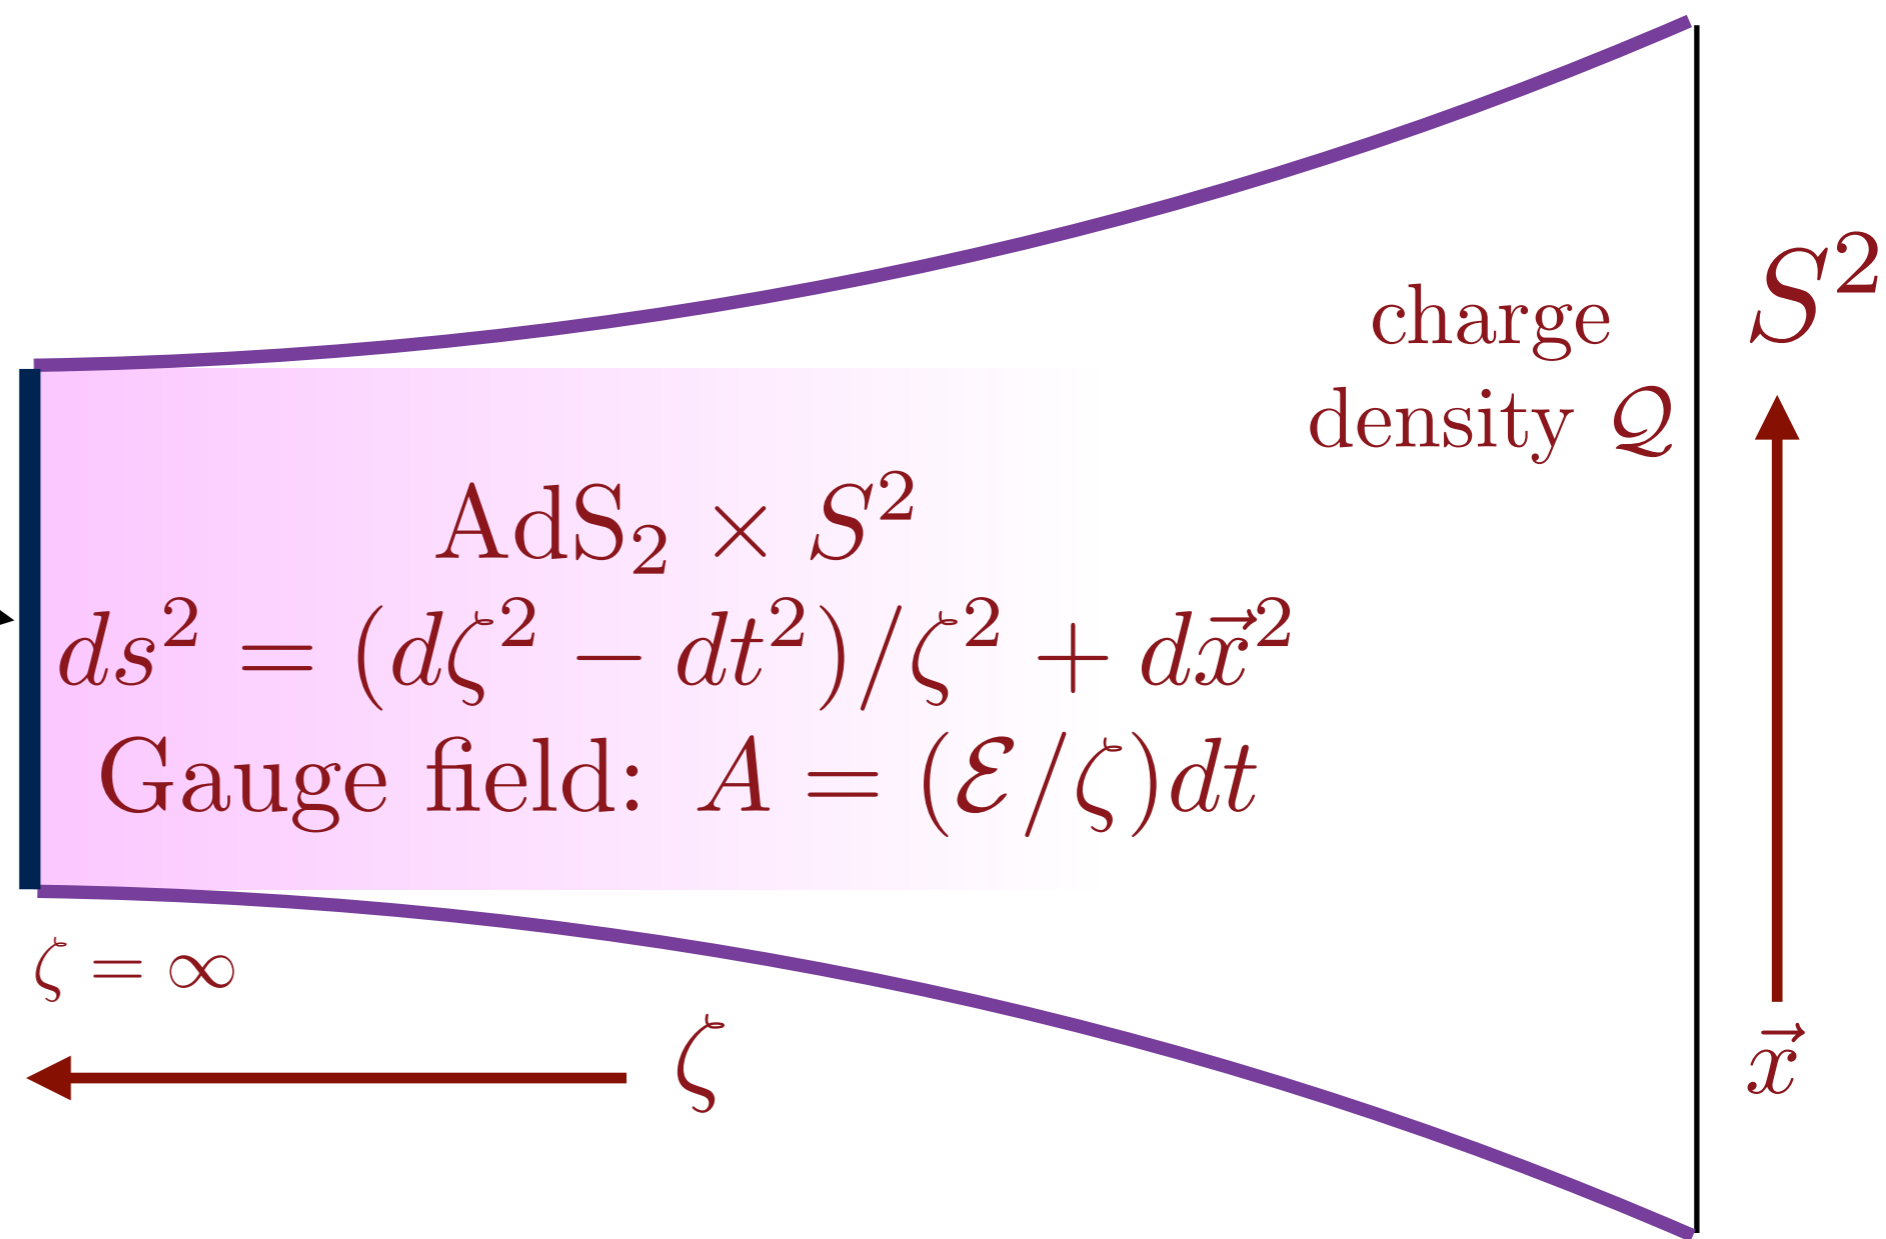 S²
charge
density 𝒬
AdS₂ × S²
ds² = (dζ² − dt²)/ζ² + dx⃗²
Gauge field: A = (ℰ/ζ)dt
ζ = ∞
ζ
x⃗